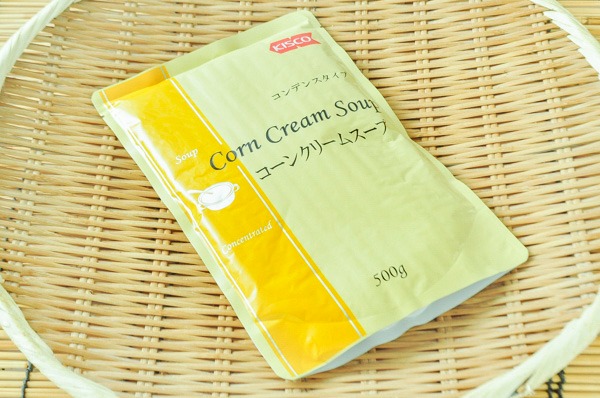 KISCO
コンデンスタイプ
Soup
Corn Cream Soup
コーンクリームスープ
Concentrated
500g